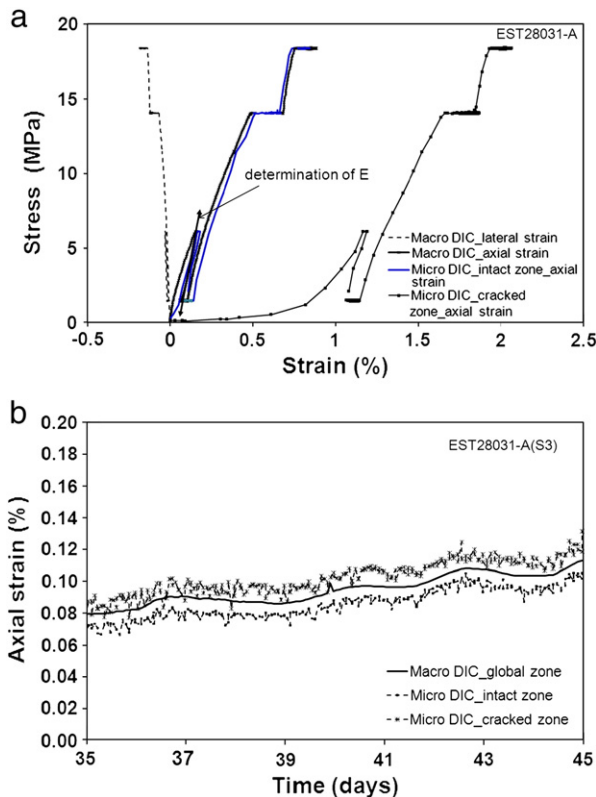 a
EST28031-A
20
15
10
5
0
Stress (MPa)
determination of E
Macro DIC_lateral strain
Macro DIC_axial strain
Micro DIC_intact zone_axial
strain
Micro DIC_cracked
zone_axial strain
-0.5 0 0.5 1 1.5 2 2.5
Strain (%)
b
EST28031-A(S3)
0.20
0.18
0.16
0.14
0.12
0.10
0.08
0.06
0.04
0.02
0.00
Axial strain (%)
Macro DIC_global zone
Micro DIC_intact zone
Micro DIC_cracked zone
35 37 39 41 43 45
Time (days)